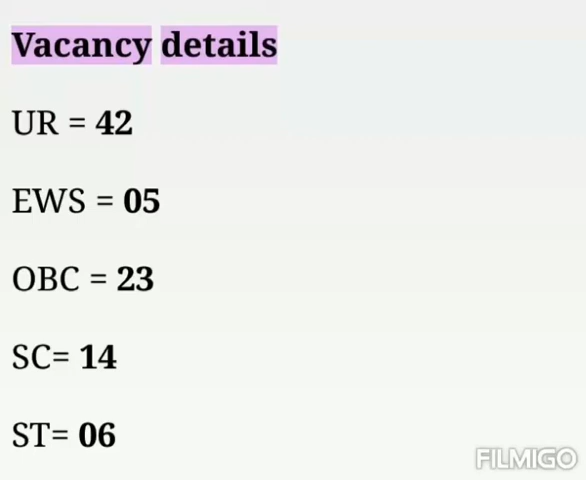 Vacancy details
UR = 42
EWS = 05
OBC = 23
SC= 14
ST= 06
FILMIGO